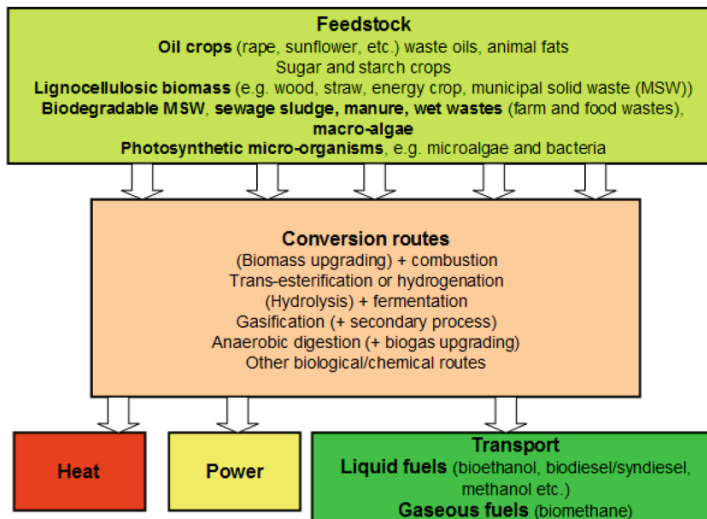 Feedstock
Oil crops (rape, sunflower, etc.) waste oils, animal fats
Sugar and starch crops
Lignocellulosic biomass (e.g. wood, straw, energy crop, municipal solid waste (MSW))
Biodegradable MSW, sewage sludge, manure, wet wastes (farm and food wastes),
macro-algae
Photosynthetic micro-organisms, e.g. microalgae and bacteria
Conversion routes
(Biomass upgrading) + combustion
Trans-esterification or hydrogenation
(Hydrolysis) + fermentation
Gasification (+ secondary process)
Anaerobic digestion (+ biogas upgrading)
Other biological/chemical routes
Heat
Power
Transport
Liquid fuels (bioethanol, biodiesel/syndiesel,
methanol etc.)
Gaseous fuels (biomethane)